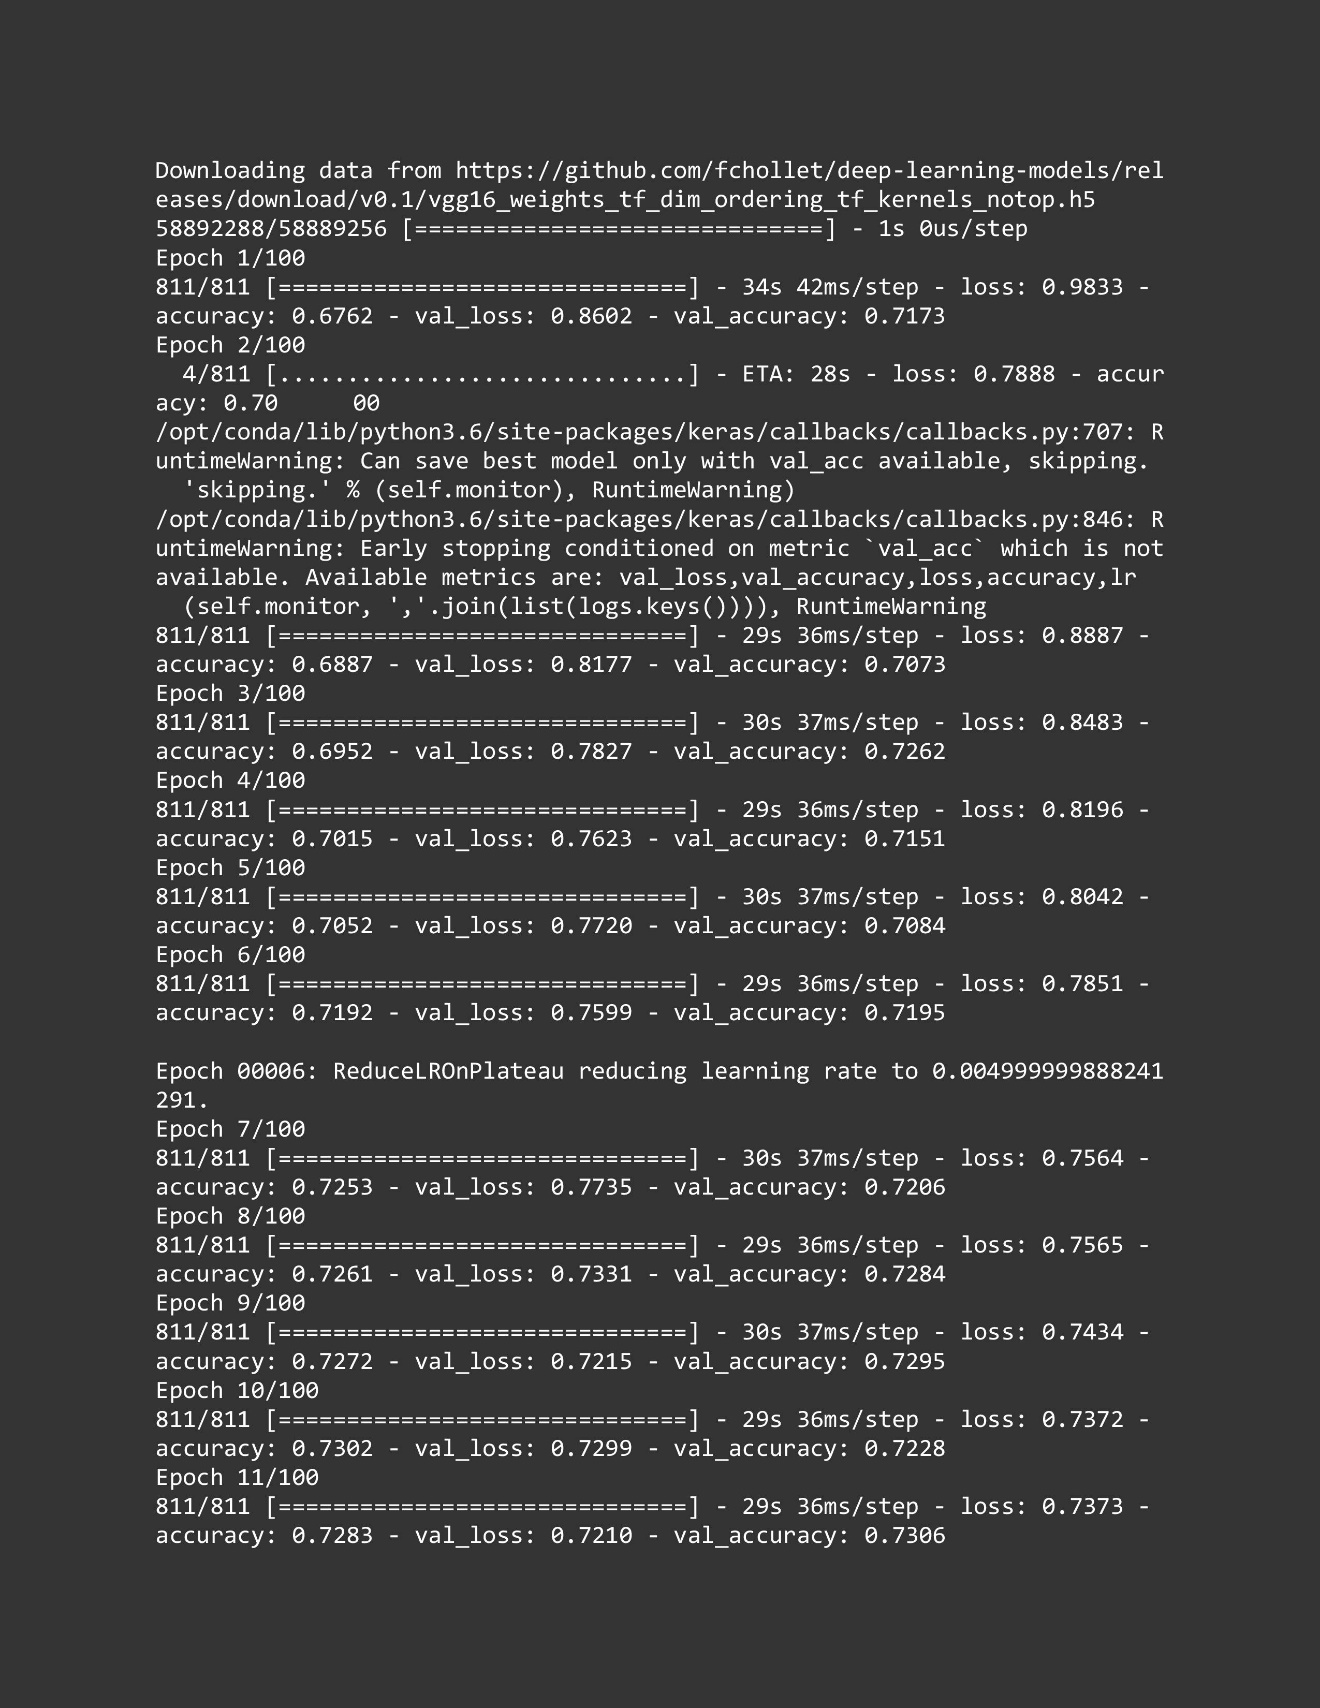 Downloading data from https://github.com/fchollet/deep-learning-models/rel
eases/download/v0.1/vgg16_weights_tf_dim_ordering_tf_kernels_notop.h5
58892288/58889256 [==============================] - 1s 0us/step
Epoch 1/100
811/811 [==============================] - 34s 42ms/step - loss: 0.9833 -
accuracy: 0.6762 - val_loss: 0.8602 - val_accuracy: 0.7173
Epoch 2/100
  4/811 [..............................] - ETA: 28s - loss: 0.7888 - accur
acy: 0.70     00
/opt/conda/lib/python3.6/site-packages/keras/callbacks/callbacks.py:707: R
untimeWarning: Can save best model only with val_acc available, skipping.
  'skipping.' % (self.monitor), RuntimeWarning)
/opt/conda/lib/python3.6/site-packages/keras/callbacks/callbacks.py:846: R
untimeWarning: Early stopping conditioned on metric `val_acc` which is not
available. Available metrics are: val_loss,val_accuracy,loss,accuracy,lr
  (self.monitor, ','.join(list(logs.keys()))), RuntimeWarning
811/811 [==============================] - 29s 36ms/step - loss: 0.8887 -
accuracy: 0.6887 - val_loss: 0.8177 - val_accuracy: 0.7073
Epoch 3/100
811/811 [==============================] - 30s 37ms/step - loss: 0.8483 -
accuracy: 0.6952 - val_loss: 0.7827 - val_accuracy: 0.7262
Epoch 4/100
811/811 [==============================] - 29s 36ms/step - loss: 0.8196 -
accuracy: 0.7015 - val_loss: 0.7623 - val_accuracy: 0.7151
Epoch 5/100
811/811 [==============================] - 30s 37ms/step - loss: 0.8042 -
accuracy: 0.7052 - val_loss: 0.7720 - val_accuracy: 0.7084
Epoch 6/100
811/811 [==============================] - 29s 36ms/step - loss: 0.7851 -
accuracy: 0.7192 - val_loss: 0.7599 - val_accuracy: 0.7195

Epoch 00006: ReduceLROnPlateau reducing learning rate to 0.004999999888241
291.
Epoch 7/100
811/811 [==============================] - 30s 37ms/step - loss: 0.7564 -
accuracy: 0.7253 - val_loss: 0.7735 - val_accuracy: 0.7206
Epoch 8/100
811/811 [==============================] - 29s 36ms/step - loss: 0.7565 -
accuracy: 0.7261 - val_loss: 0.7331 - val_accuracy: 0.7284
Epoch 9/100
811/811 [==============================] - 30s 37ms/step - loss: 0.7434 -
accuracy: 0.7272 - val_loss: 0.7215 - val_accuracy: 0.7295
Epoch 10/100
811/811 [==============================] - 29s 36ms/step - loss: 0.7372 -
accuracy: 0.7302 - val_loss: 0.7299 - val_accuracy: 0.7228
Epoch 11/100
811/811 [==============================] - 29s 36ms/step - loss: 0.7373 -
accuracy: 0.7283 - val_loss: 0.7210 - val_accuracy: 0.7306